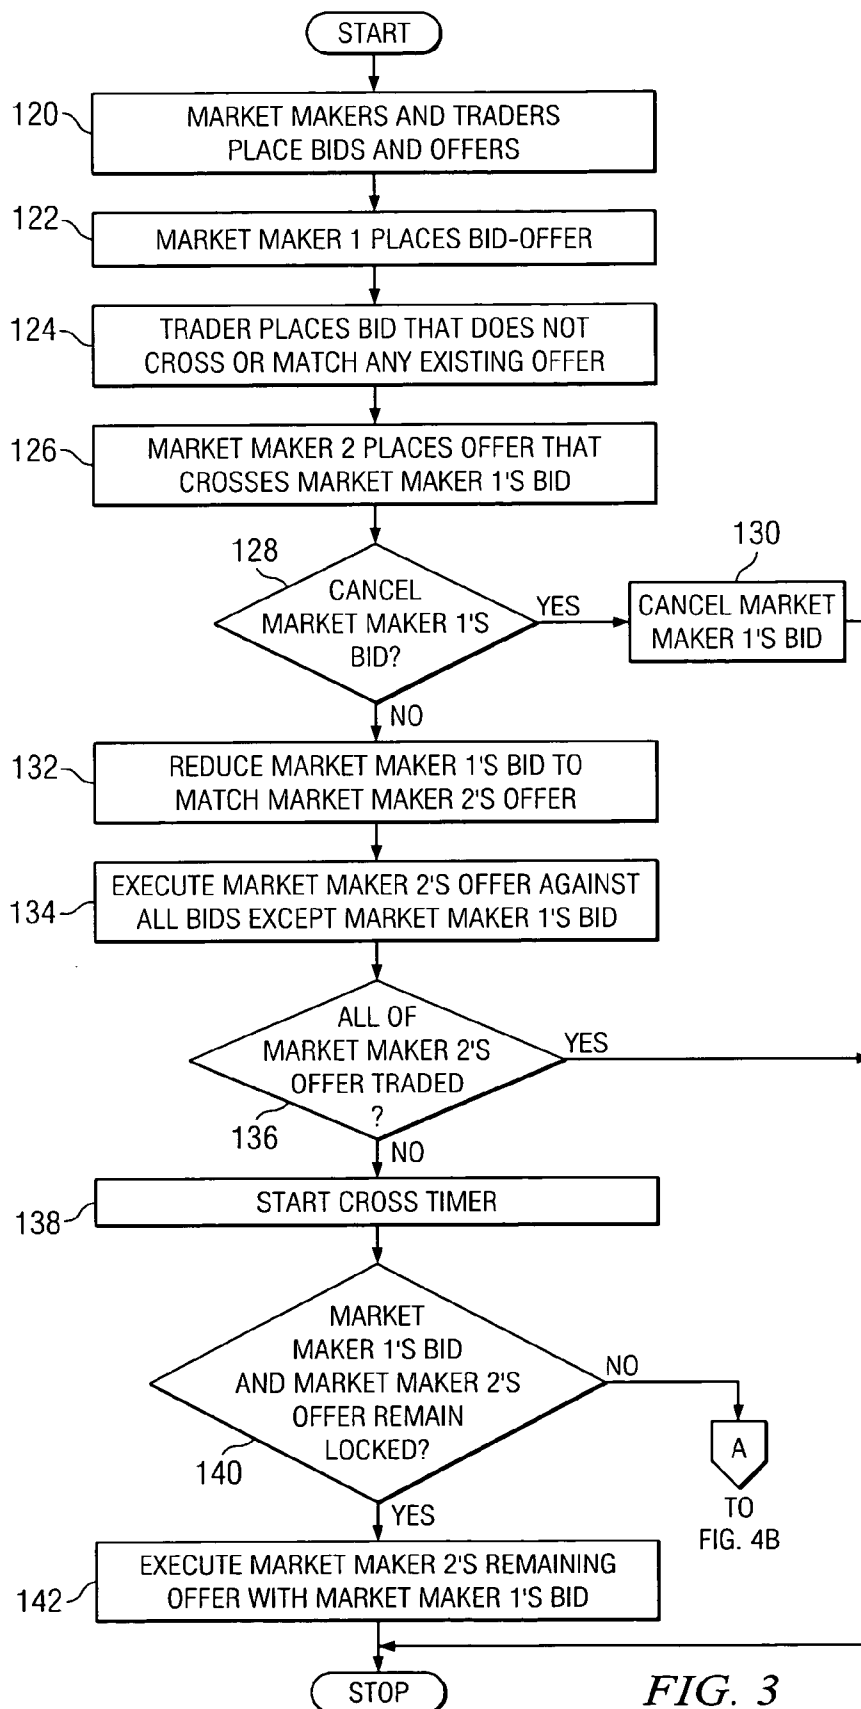 START
120
MARKET MAKERS AND TRADERS
PLACE BIDS AND OFFERS
122
MARKET MAKER 1 PLACES BID-OFFER
124
TRADER PLACES BID THAT DOES NOT
CROSS OR MATCH ANY EXISTING OFFER
126
MARKET MAKER 2 PLACES OFFER THAT
CROSSES MARKET MAKER 1'S BID
128
CANCEL
MARKET MAKER 1'S
BID?
YES
130
CANCEL MARKET
MAKER 1'S BID
NO
132
REDUCE MARKET MAKER 1'S BID TO
MATCH MARKET MAKER 2'S OFFER
134
EXECUTE MARKET MAKER 2'S OFFER AGAINST
ALL BIDS EXCEPT MARKET MAKER 1'S BID
ALL OF
MARKET MAKER 2'S
OFFER TRADED
?
136
YES
NO
138
START CROSS TIMER
MARKET
MAKER 1'S BID
AND MARKET MAKER 2'S
OFFER REMAIN
LOCKED?
140
NO
A
TO
FIG. 4B
YES
142
EXECUTE MARKET MAKER 2'S REMAINING
OFFER WITH MARKET MAKER 1'S BID
STOP
FIG. 3